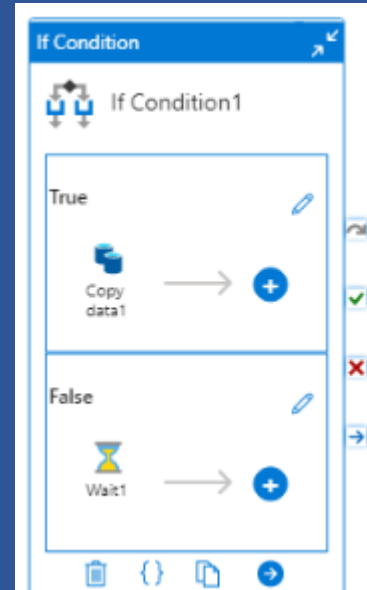 If Condition
If Condition1
True
Copy
data1
False
Wait1